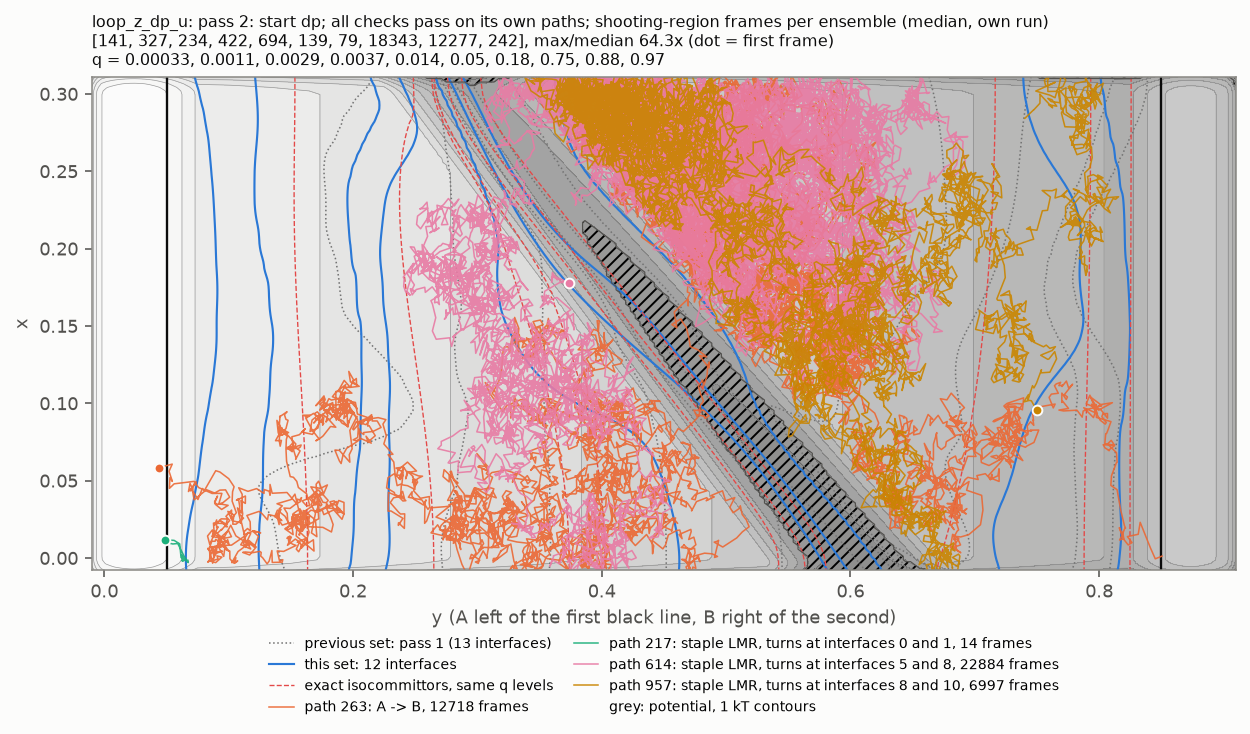 loop_z_dp_u: pass 2: start dp; all checks pass on its own paths; shooting-region frames per ensemble (median, own run)
[141, 327, 234, 422, 694, 139, 79, 18343, 12277, 242], max/median 64.3x (dot = first frame)
q = 0.00033, 0.0011, 0.0029, 0.0037, 0.014, 0.05, 0.18, 0.75, 0.88, 0.97
0.30
0.25
0.20
0.15
0.10
0.05
0.00
x
0.0
0.2
0.4
0.6
0.8
y (A left of the first black line, B right of the second)
previous set: pass 1 (13 interfaces)
this set: 12 interfaces
exact isocommittors, same q levels
path 263: A -> B, 12718 frames
path 217: staple LMR, turns at interfaces 0 and 1, 14 frames
path 614: staple LMR, turns at interfaces 5 and 8, 22884 frames
path 957: staple LMR, turns at interfaces 8 and 10, 6997 frames
grey: potential, 1 kT contours